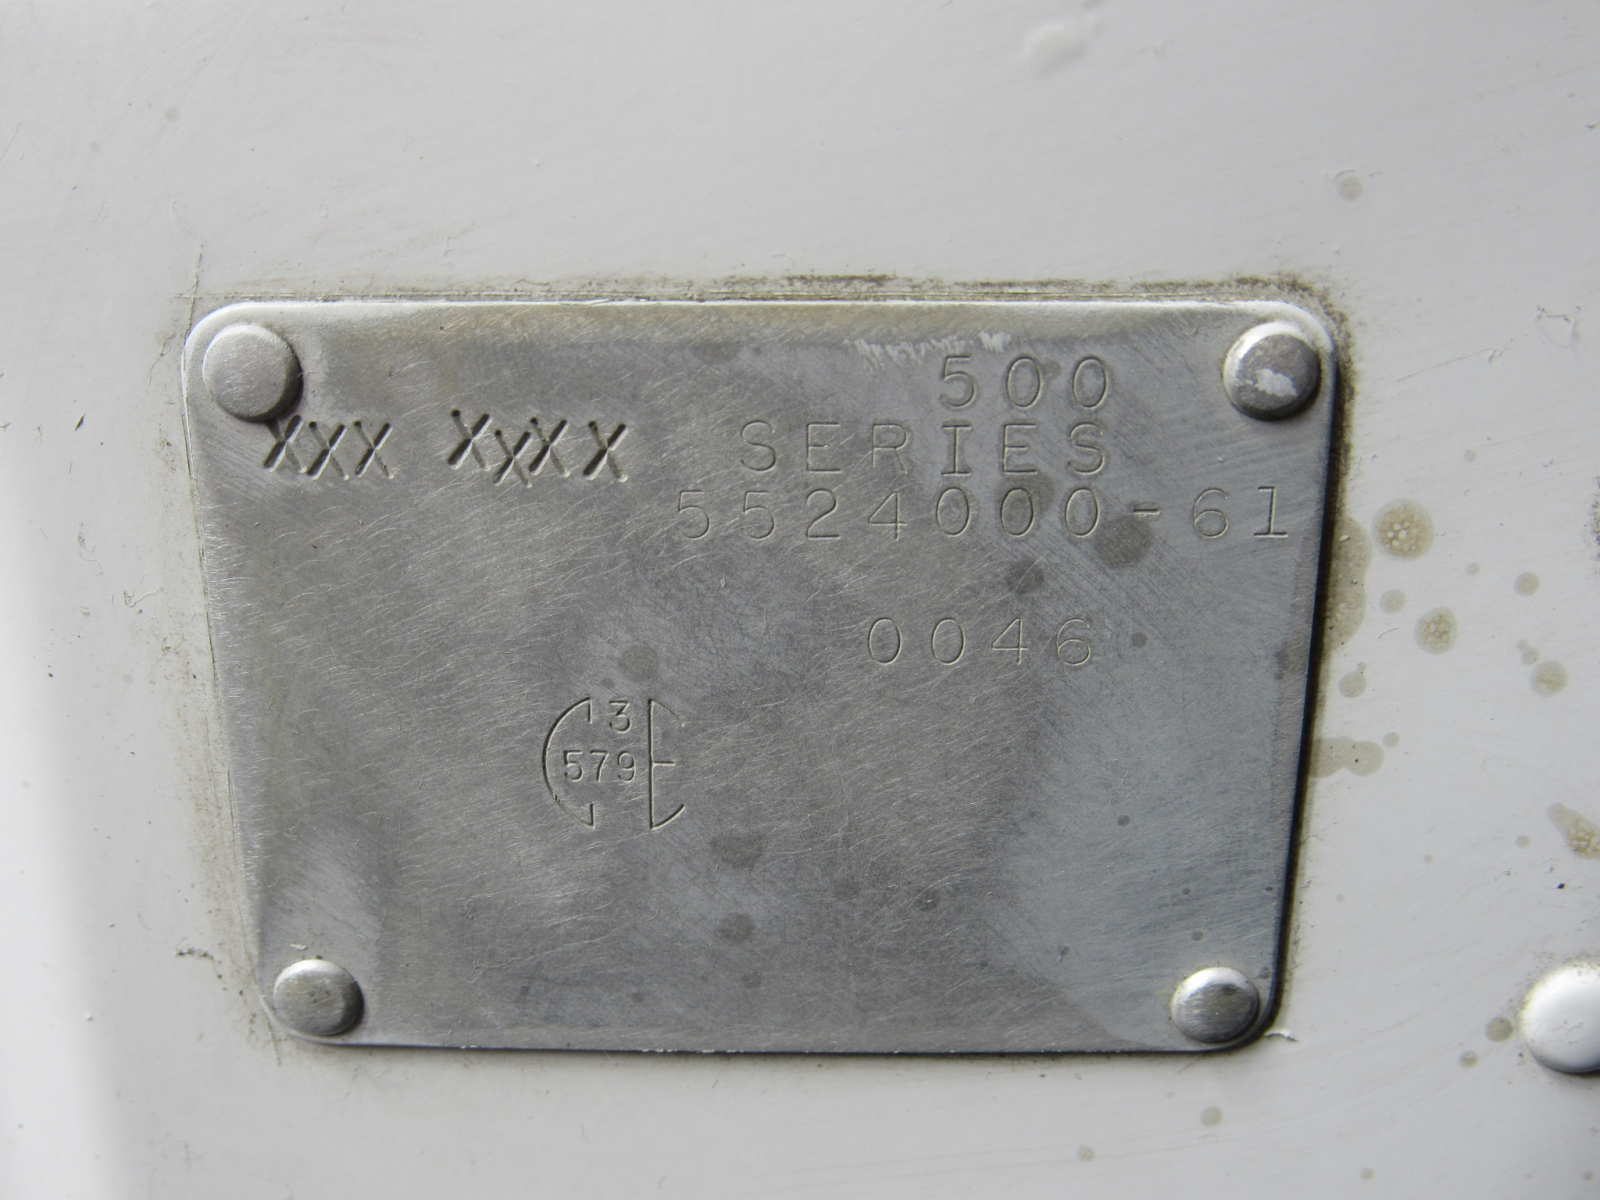 500
XXX XXXX SERIES
5524000-61
0046
3
579 E